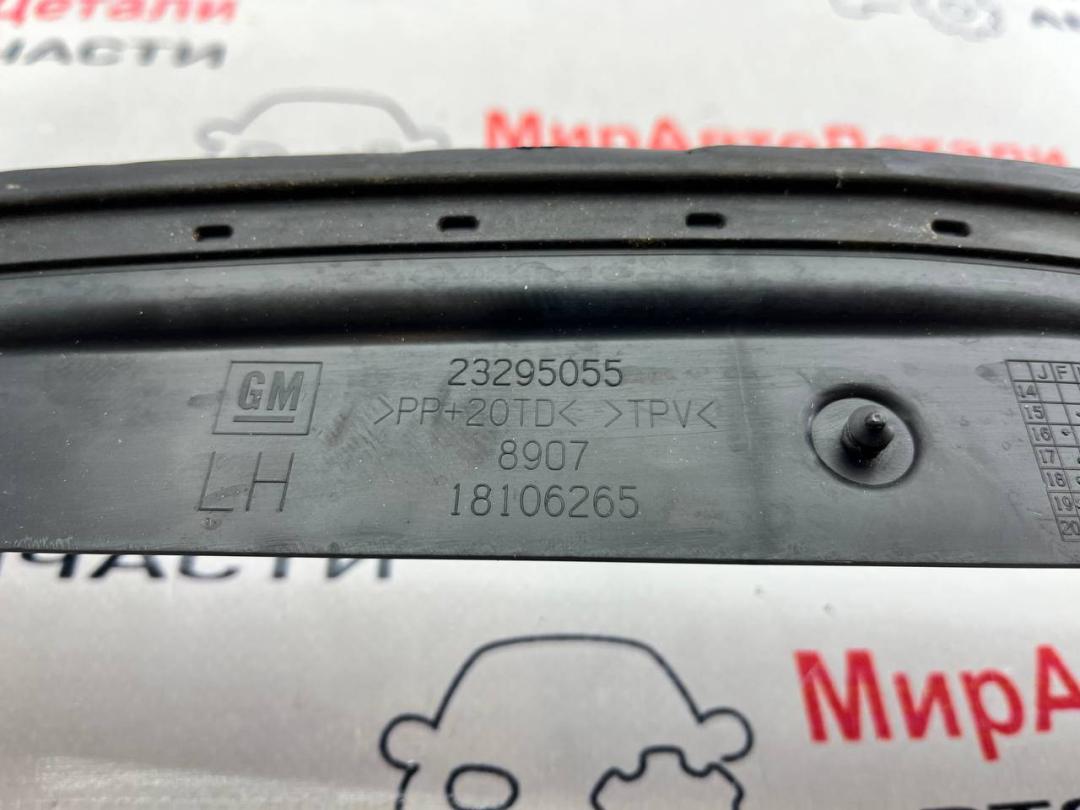 Детали
ЧАСТИ
МирАвтоДетали
GM
23295055
>PP+20TD< >TPV<
8907
LH
18106265
J F
14
15
16
17
18
19
20
ЧАСТИ
МирА